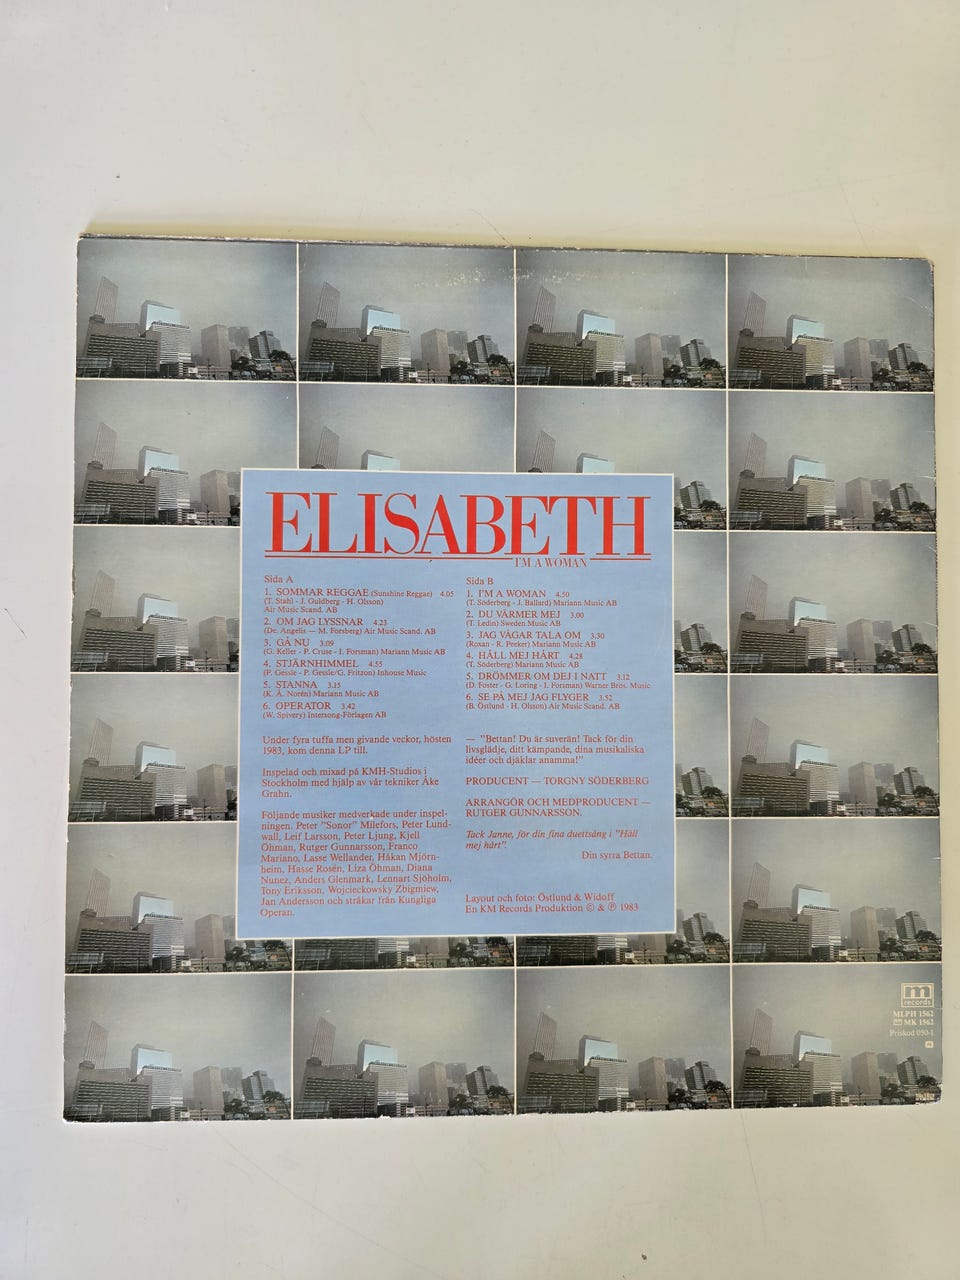 ELISABETH
I'M A WOMAN
Sida A
1. SOMMAR REGGAE (Sunshine Reggae) 4.05
(T. Stahl - J. Guldberg - H. Olsson)
Air Music Scand. AB
2. OM JAG LYSSNAR 4.23
(De. Angelis — M. Forsberg) Air Music Scand. AB
3. GÅ NU 3.09
(G. Keller - P. Cruse - I. Forsman) Mariann Music AB
4. STJÄRNHIMMEL 4.55
(P. Gessle - P. Gessle/G. Fritzon) Inhouse Music
5. STANNA 3.15
(K. Å. Norén) Mariann Music AB
6. OPERATOR 3.42
(W. Spivery) Intersong-Förlagen AB
Under fyra tuffa men givande veckor, hösten
1983, kom denna LP till.
Inspelad och mixad på KMH-Studios i
Stockholm med hjälp av vår tekniker Åke
Grahn.
Följande musiker medverkade under inspel-
ningen. Peter "Sonor" Milefors, Peter Lund-
wall, Leif Larsson, Peter Ljung, Kjell
Öhman, Rutger Gunnarsson, Franco
Mariano, Lasse Wellander, Håkan Mjörn-
heim, Hasse Rosén, Liza Öhman, Diana
Nunez, Anders Glenmark, Lennart Sjöholm,
Tony Eriksson, Wojcieckowsky Zbigmiew,
Jan Andersson och stråkar från Kungliga
Operan.
Sida B
1. I'M A WOMAN 4.50
(T. Söderberg - J. Ballard) Mariann Music AB
2. DU VÄRMER MEJ 3.00
(T. Ledin) Sweden Music AB
3. JAG VÅGAR TALA OM 3.30
(Roxan - R. Peeker) Mariann Music AB
4. HÅLL MEJ HÅRT 4.28
(T. Söderberg) Mariann Music AB
5. DRÖMMER OM DEJ I NATT 3.12
(D. Foster - G. Loring - I. Forsman) Warner Bros. Music
6. SE PÅ MEJ JAG FLYGER 3.52
(B. Östlund - H. Olsson) Air Music Scand. AB
— "Bettan! Du är suverän! Tack för din
livsglädje, ditt kämpande, dina musikaliska
idéer och djäklar anamma!"
PRODUCENT — TORGNY SÖDERBERG
ARRANGÖR OCH MEDPRODUCENT —
RUTGER GUNNARSSON.
Tack Janne, för din fina duettsång i "Håll
mej hårt".
Din syrra Bettan.
Layout och foto: Östlund & Widoff
En KM Records Produktion © & ℗ 1983
m
records
MLPH 1562
MK 1562
Priskod 050-1